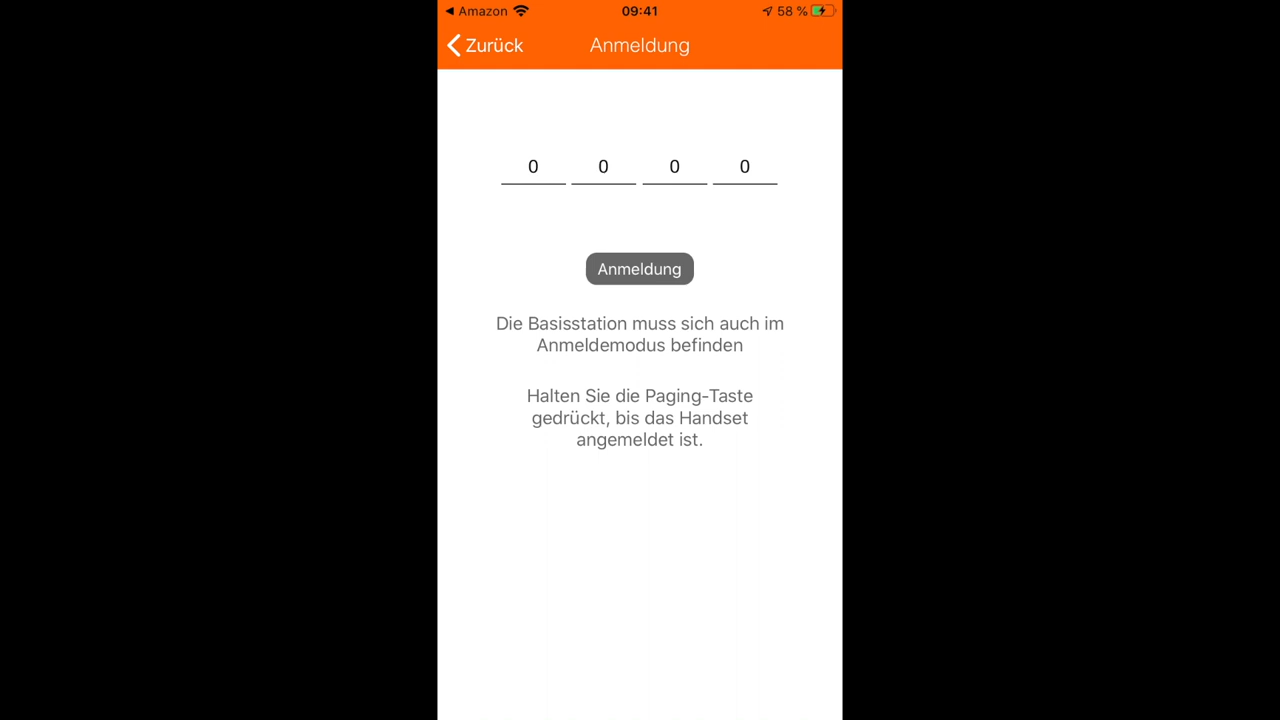 ◀ Amazon 09:41 58 %
Zurück Anmeldung
0 0 0 0
Anmeldung
Die Basisstation muss sich auch im
Anmeldemodus befinden
Halten Sie die Paging-Taste
gedrückt, bis das Handset
angemeldet ist.